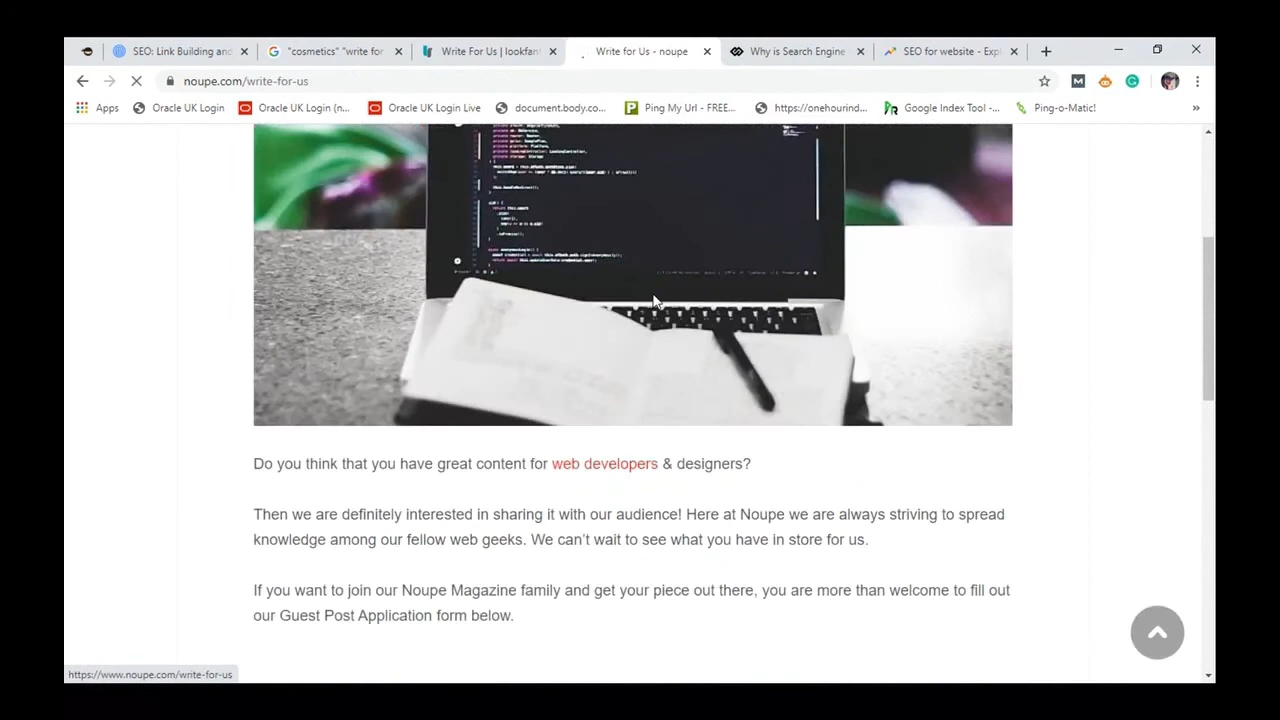 SEO: Link Building and
"cosmetics" "write for
Write For Us | lookfant
Write for Us - noupe
Why is Search Engine
SEO for website - Expl
noupe.com/write-for-us
Apps
Oracle UK Login
Oracle UK Login (n...
Oracle UK Login Live
document.body.co...
Ping My Url - FREE...
https://onehourind...
Google Index Tool -...
Ping-o-Matic!
Do you think that you have great content for web developers & designers?
Then we are definitely interested in sharing it with our audience! Here at Noupe we are always striving to spread
knowledge among our fellow web geeks. We can't wait to see what you have in store for us.
If you want to join our Noupe Magazine family and get your piece out there, you are more than welcome to fill out
our Guest Post Application form below.
https://www.noupe.com/write-for-us